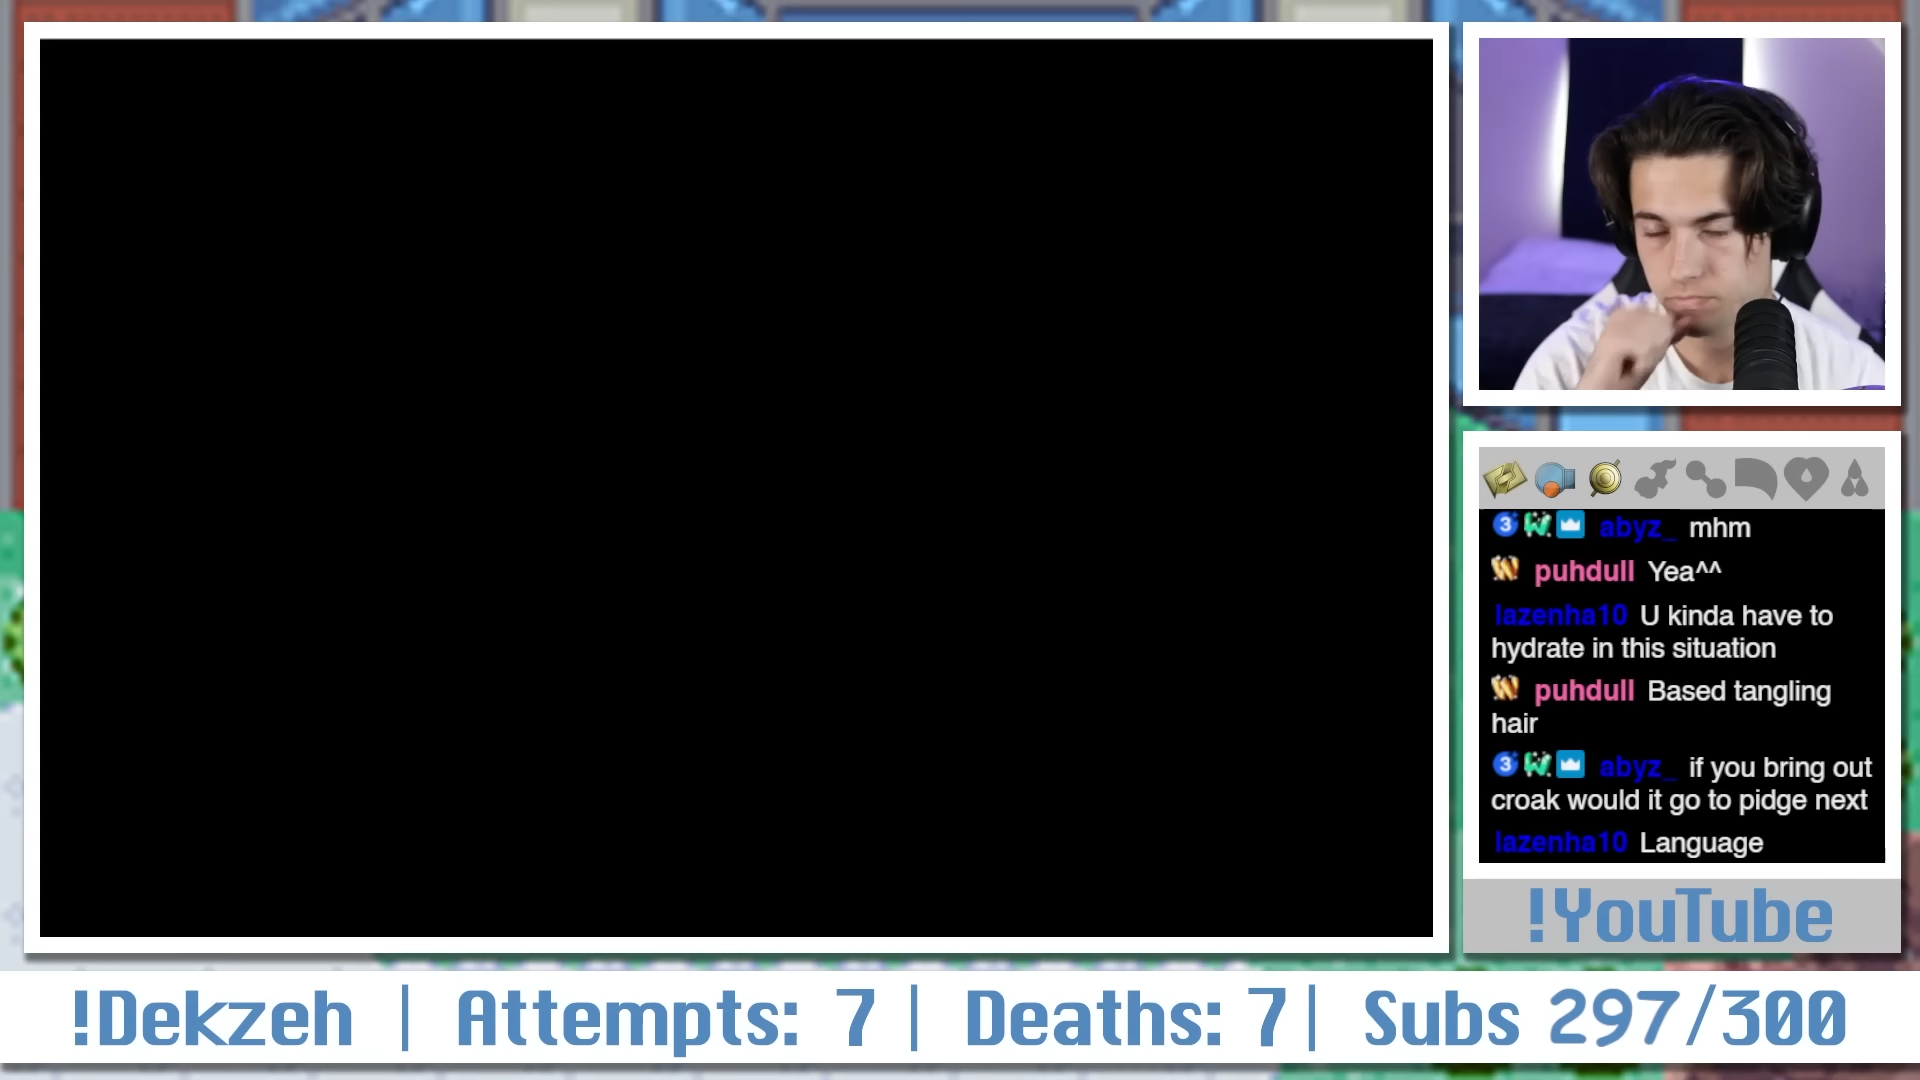 abyz_ mhm
puhdull Yea^^
lazenha10 U kinda have to
hydrate in this situation
puhdull Based tangling
hair
abyz_ if you bring out
croak would it go to pidge next
lazenha10 Language
!YouTube
!Dekzeh | Attempts: 7 | Deaths: 7 | Subs 297/300